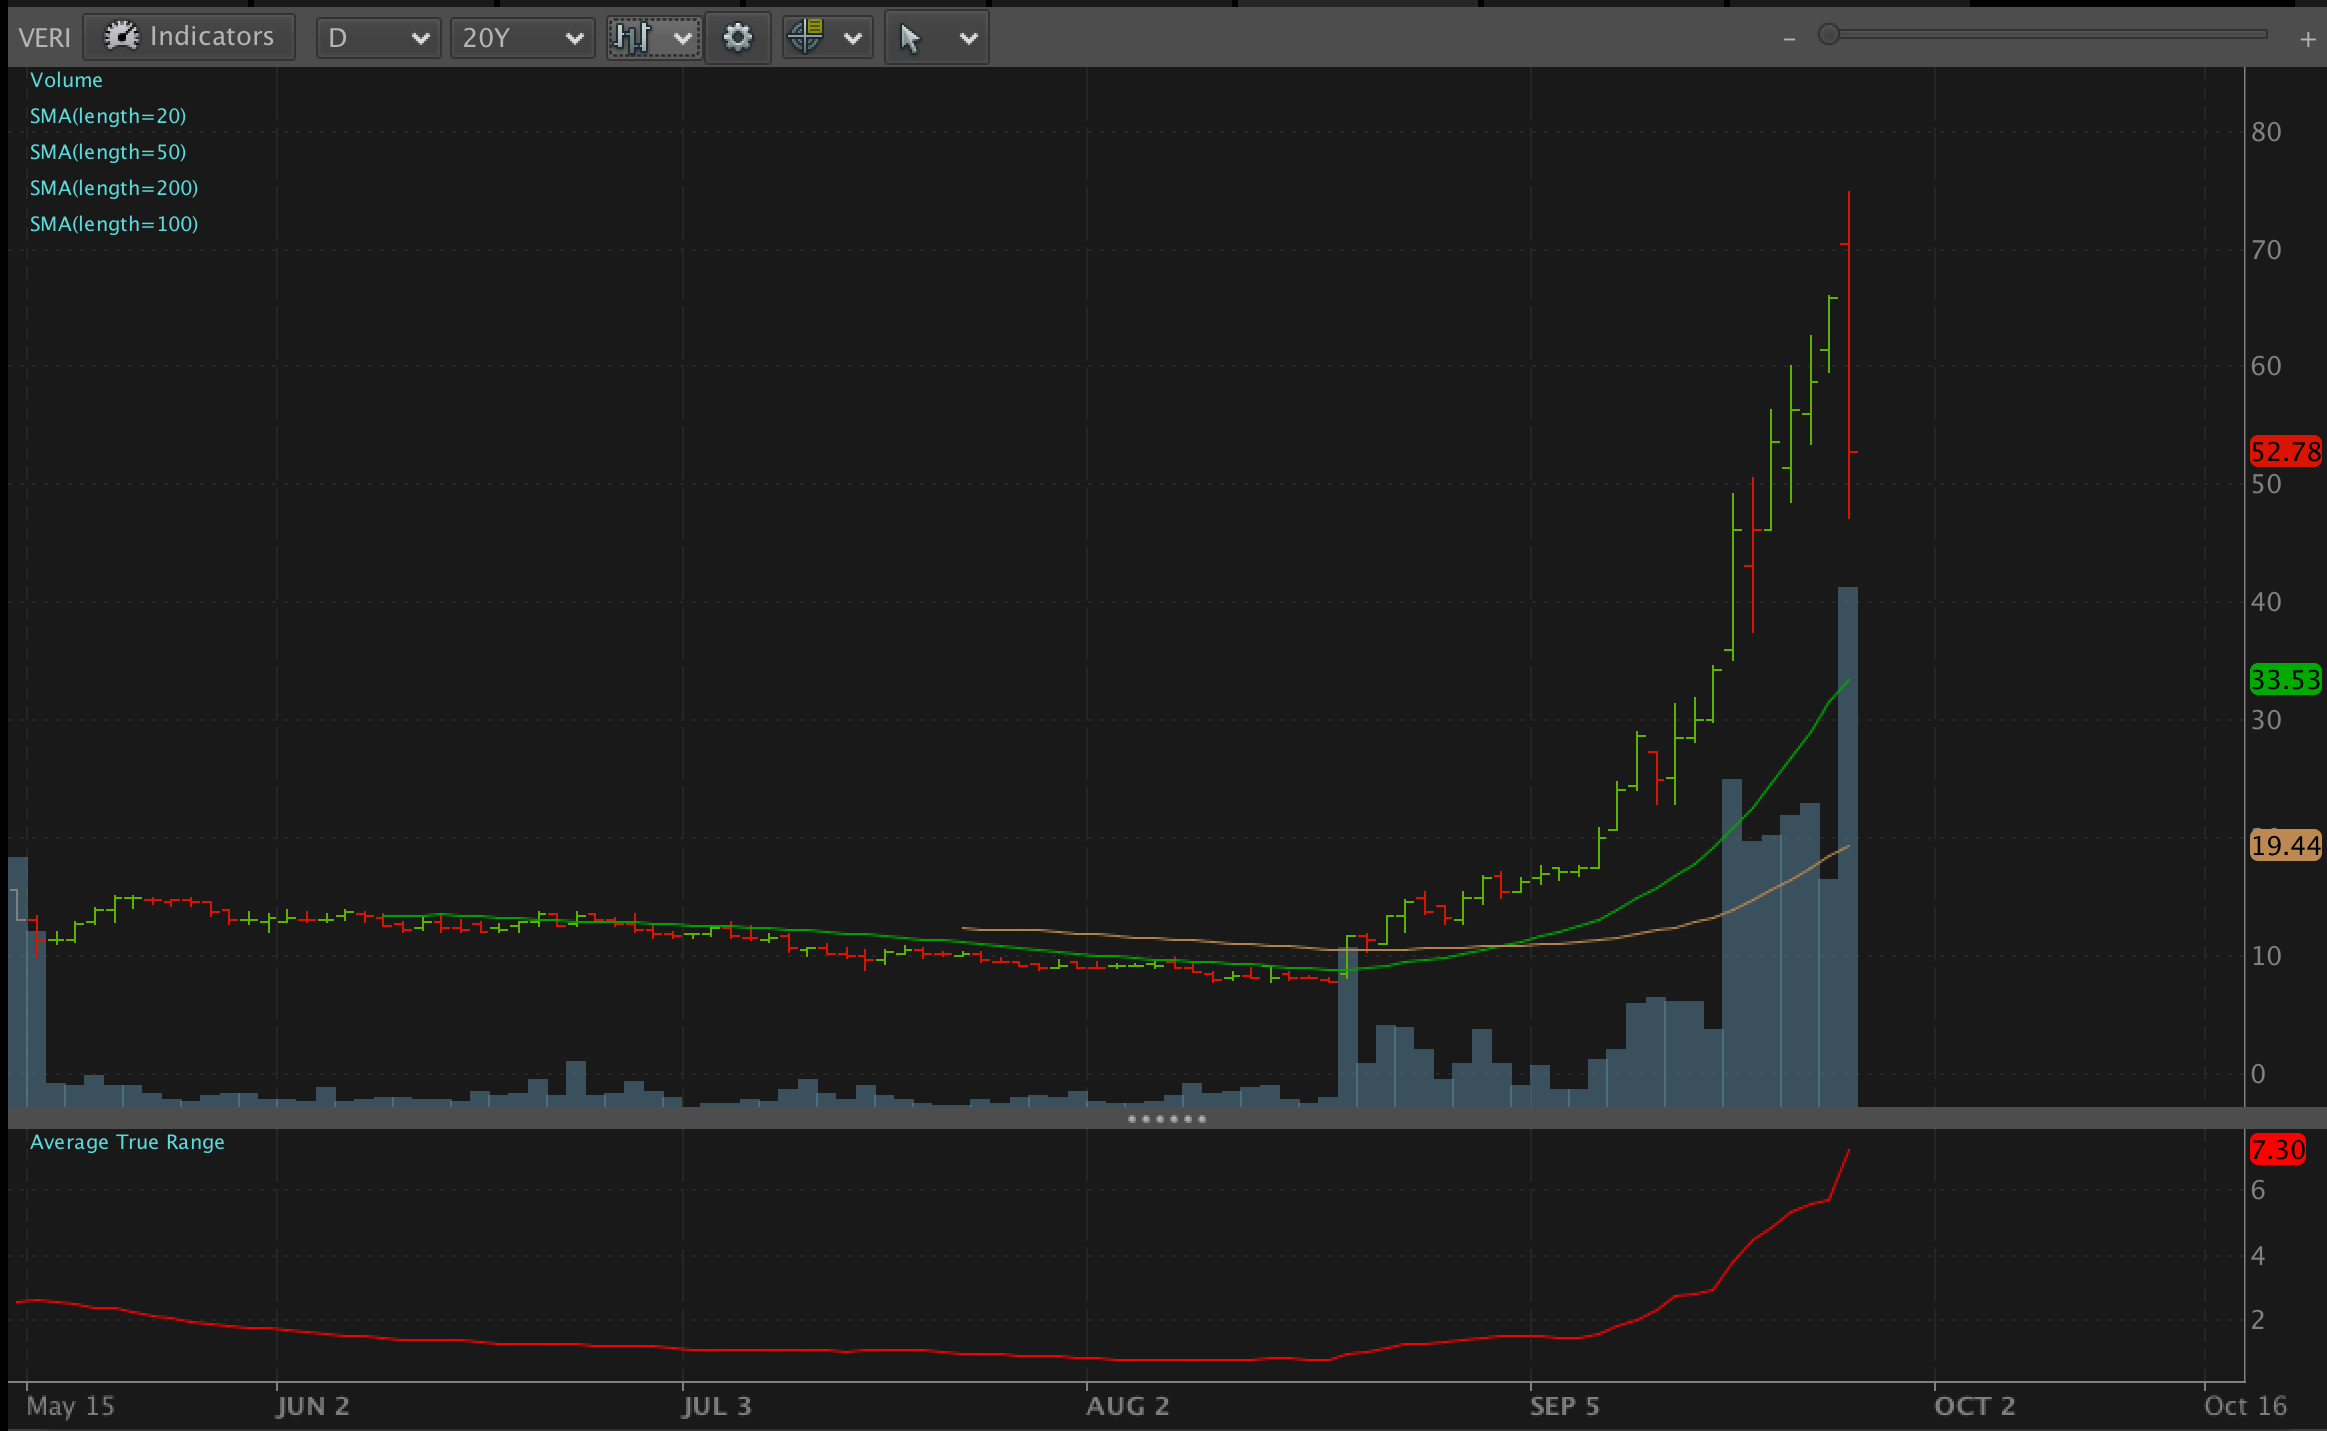 VERI Indicators D 20Y - +
Volume
SMA(length=20)
SMA(length=50)
SMA(length=200)
SMA(length=100)
80
70
60
52.78
50
40
33.53
30
19.44
10
0
Average True Range
7.30
6
4
2
May 15 JUN 2 JUL 3 AUG 2 SEP 5 OCT 2 Oct 16